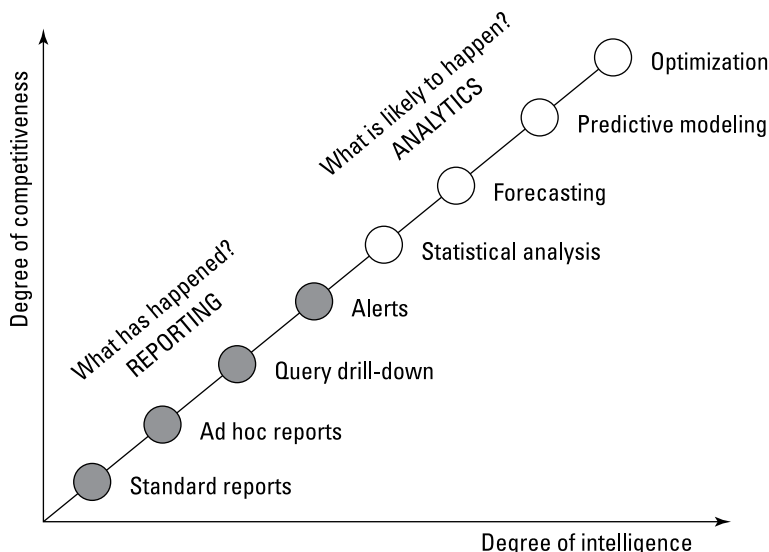 What is likely to happen?
ANALYTICS
Optimization
Predictive modeling
Forecasting
Statistical analysis
What has happened?
REPORTING
Alerts
Query drill-down
Ad hoc reports
Standard reports
Degree of competitiveness
Degree of intelligence